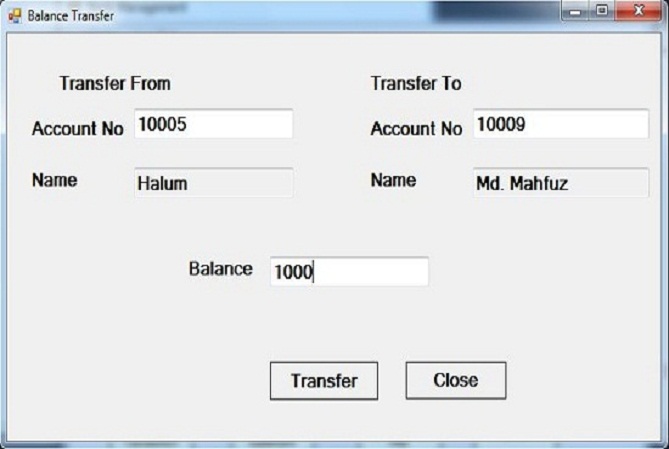 Balance Transfer
Transfer From
Transfer To
Account No 10005
Account No 10009
Name Halum
Name Md. Mahfuz
Balance 1000
Transfer
Close